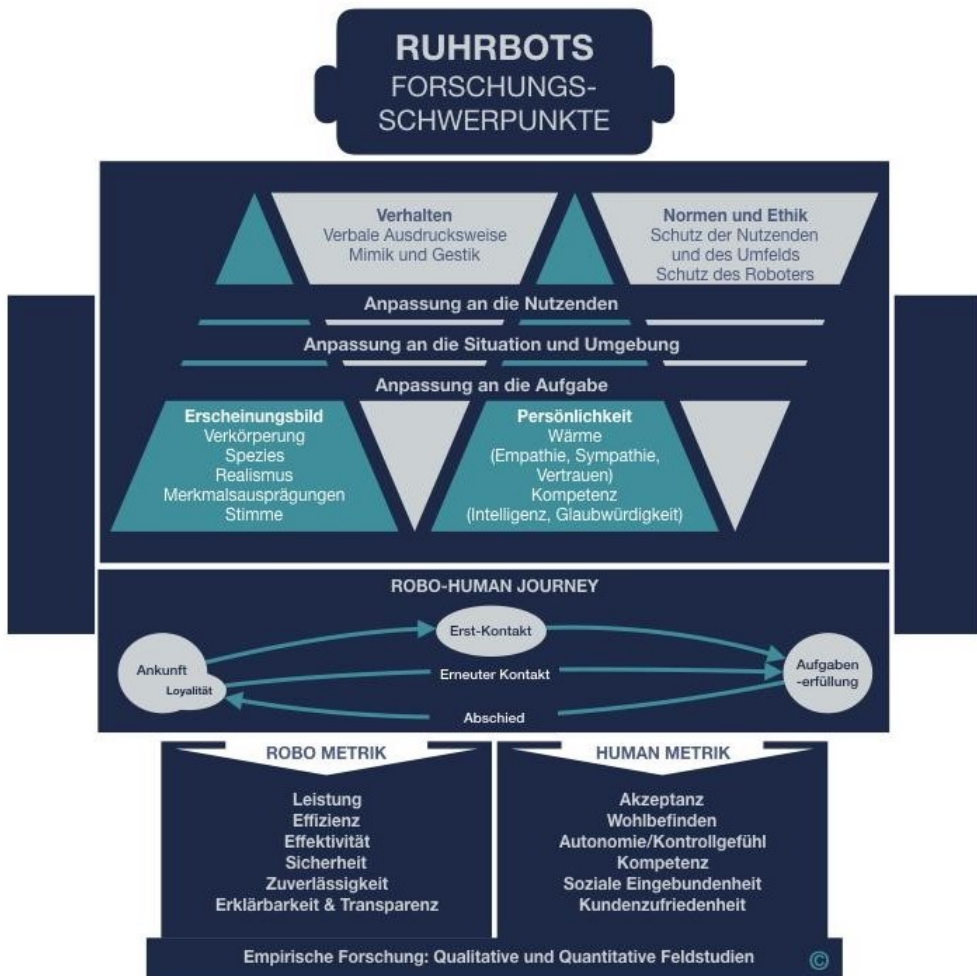 RUHRBOTS
FORSCHUNGS-
SCHWERPUNKTE
Verhalten
Verbale Ausdrucksweise
Mimik und Gestik
Normen und Ethik
Schutz der Nutzenden
und des Umfelds
Schutz des Roboters
Anpassung an die Nutzenden
Anpassung an die Situation und Umgebung
Anpassung an die Aufgabe
Erscheinungsbild
Verkörperung
Spezies
Realismus
Merkmalsausprägungen
Stimme
Persönlichkeit
Wärme
(Empathie, Sympathie,
Vertrauen)
Kompetenz
(Intelligenz, Glaubwürdigkeit)
ROBO-HUMAN JOURNEY
Erst-Kontakt
Ankunft
Loyalität
Erneuter Kontakt
Aufgaben
-erfüllung
Abschied
ROBO METRIK
Leistung
Effizienz
Effektivität
Sicherheit
Zuverlässigkeit
Erklärbarkeit & Transparenz
HUMAN METRIK
Akzeptanz
Wohlbefinden
Autonomie/Kontrollgefühl
Kompetenz
Soziale Eingebundenheit
Kundenzufriedenheit
Empirische Forschung: Qualitative und Quantitative Feldstudien
©